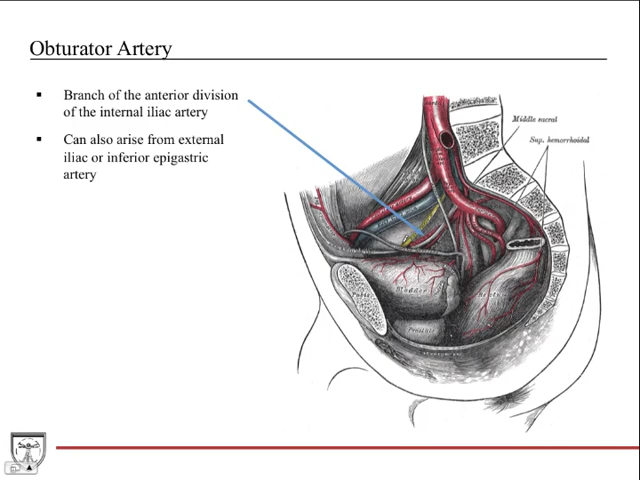 Obturator Artery
Branch of the anterior division
of the internal iliac artery
Can also arise from external
iliac or inferior epigastric
artery
Middle sacral
Sup. hemorrhoidal
Bladder
Pubis
Prostate